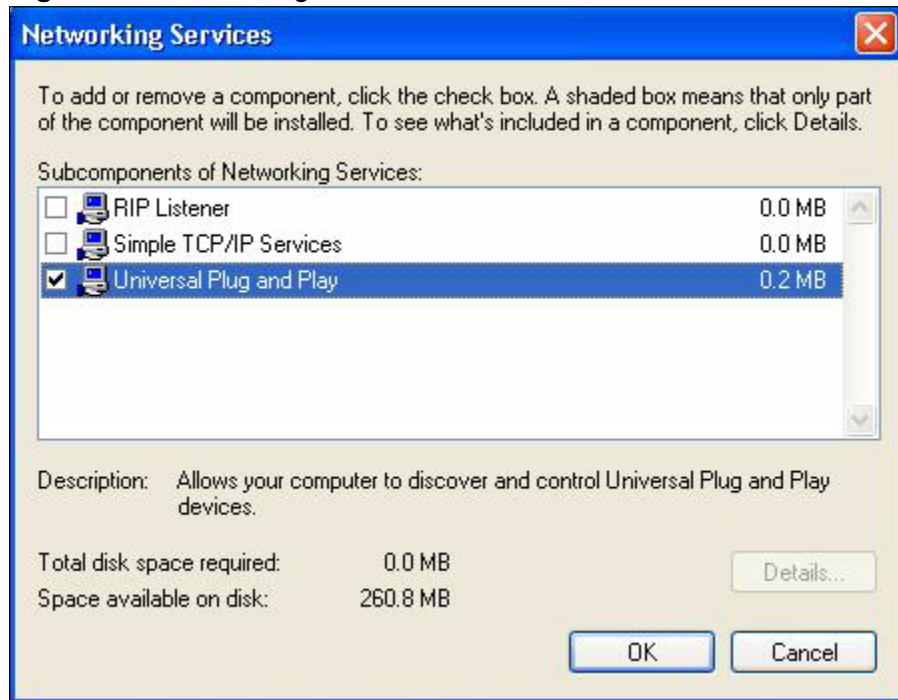 Networking Services
To add or remove a component, click the check box. A shaded box means that only part
of the component will be installed. To see what's included in a component, click Details.
Subcomponents of Networking Services:
RIP Listener 0.0 MB
Simple TCP/IP Services 0.0 MB
Universal Plug and Play 0.2 MB
Description: Allows your computer to discover and control Universal Plug and Play
devices.
Total disk space required: 0.0 MB
Details...
Space available on disk: 260.8 MB
OK Cancel